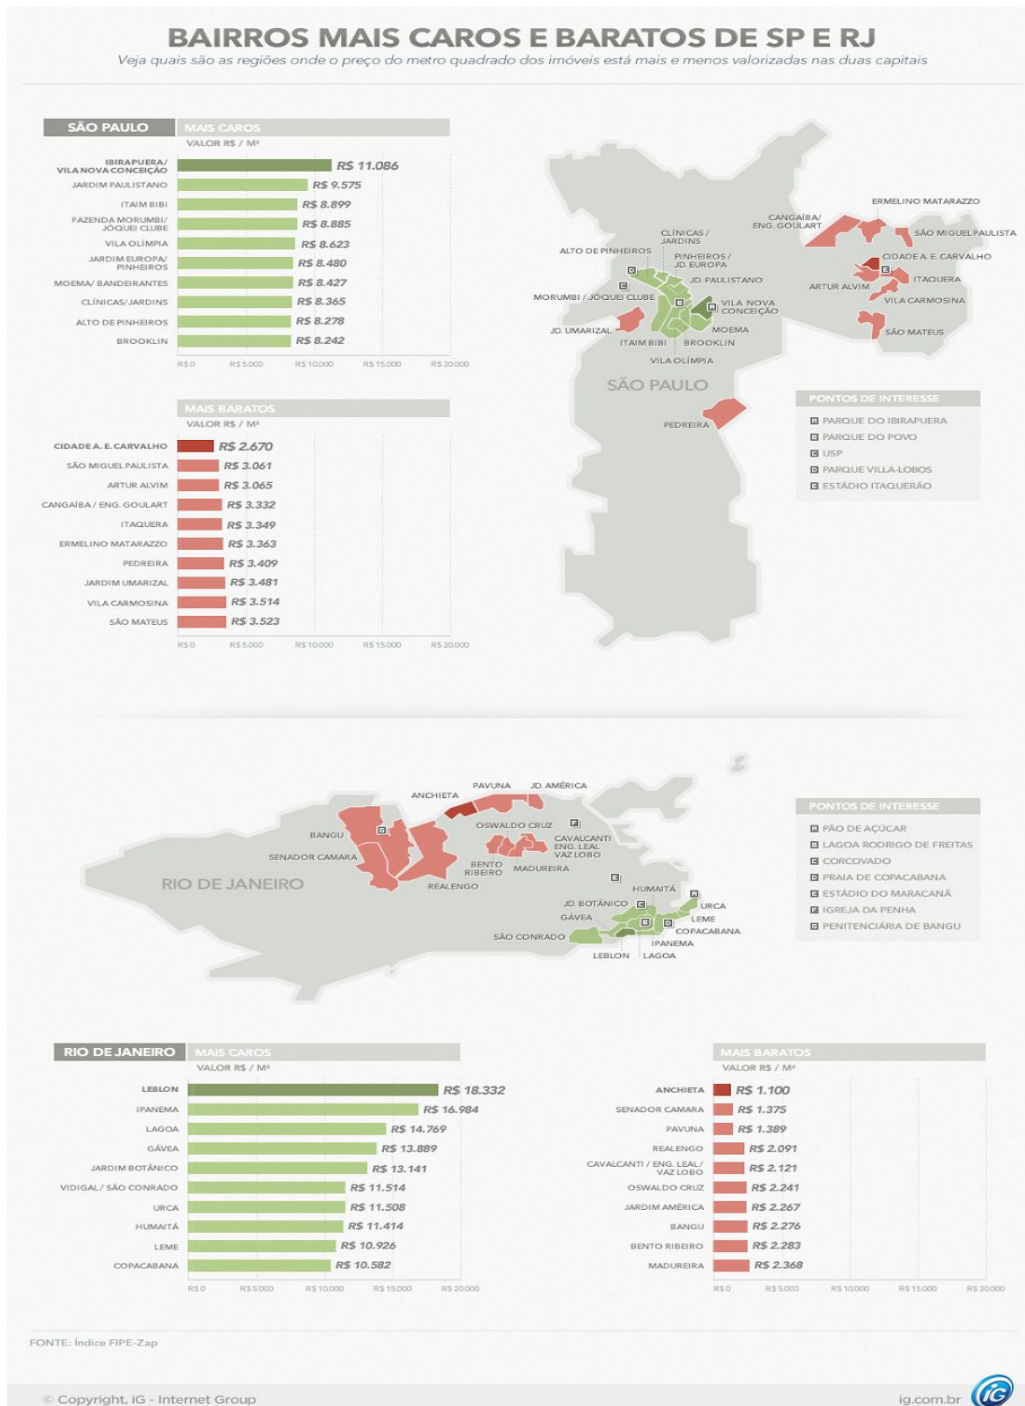 BAIRROS MAIS CAROS E BARATOS DE SP E RJ
Veja quais são as regiões onde o preço do metro quadrado dos imóveis está mais e menos valorizadas nas duas capitais
SÃO PAULO
MAIS CAROS
VALOR R$ / M²
IBIRAPUERA/
VILA NOVA CONCEIÇÃO
R$ 11.086
JARDIM PAULISTANO
R$ 9.575
ITAIM BIBI
R$ 8.899
FAZENDA MORUMBI/
JÓQUEI CLUBE
R$ 8.885
VILA OLÍMPIA
R$ 8.623
JARDIM EUROPA/
PINHEIROS
R$ 8.480
MOEMA/ BANDEIRANTES
R$ 8.427
CLÍNICAS/JARDINS
R$ 8.365
ALTO DE PINHEIROS
R$ 8.278
BROOKLIN
R$ 8.242
R$ 0
R$ 5.000
R$ 10.000
R$ 15.000
R$ 20.000
MAIS BARATOS
VALOR R$ / M²
CIDADE A. E. CARVALHO
R$ 2.670
SÃO MIGUEL PAULISTA
R$ 3.061
ARTUR ALVIM
R$ 3.065
CANGAÍBA / ENG. GOULART
R$ 3.332
ITAQUERA
R$ 3.349
ERMELINO MATARAZZO
R$ 3.363
PEDREIRA
R$ 3.409
JARDIM UMARIZAL
R$ 3.481
VILA CARMOSINA
R$ 3.514
SÃO MATEUS
R$ 3.523
R$ 0
R$ 5.000
R$ 10.000
R$ 15.000
R$ 20.000
ERMELINO MATARAZZO
CANGAÍBA/
ENG. GOULART
SÃO MIGUEL PAULISTA
CLÍNICAS /
JARDINS
ALTO DE PINHEIROS
PINHEIROS /
JD. EUROPA
CIDADE A. E. CARVALHO
D
E
JD. PAULISTANO
ITAQUERA
C
ARTUR ALVIM
MORUMBI / JÓQUEI CLUBE
B
VILA NOVA
CONCEIÇÃO
A
VILA CARMOSINA
JD. UMARIZAL
MOEMA
SÃO MATEUS
ITAIM BIBI
BROOKLIN
VILA OLÍMPIA
SÃO PAULO
PEDREIRA
PONTOS DE INTERESSE
A PARQUE DO IBIRAPUERA
B PARQUE DO POVO
C USP
D PARQUE VILLA-LOBOS
E ESTÁDIO ITAQUERÃO
PAVUNA
JD. AMÉRICA
ANCHIETA
BANGU
G
OSWALDO CRUZ
F
CAVALCANTI
ENG. LEAL
VAZ LOBO
SENADOR CAMARA
BENTO
RIBEIRO
MADUREIRA
REALENGO
RIO DE JANEIRO
E
HUMAITÁ
A
JD. BOTÂNICO
C
URCA
GÁVEA
B
D
LEME
COPACABANA
SÃO CONRADO
IPANEMA
LEBLON
LAGOA
PONTOS DE INTERESSE
A PÃO DE AÇÚCAR
B LAGOA RODRIGO DE FREITAS
C CORCOVADO
D PRAIA DE COPACABANA
E ESTÁDIO DO MARACANÃ
F IGREJA DA PENHA
G PENITENCIÁRIA DE BANGU
RIO DE JANEIRO
MAIS CAROS
VALOR R$ / M²
LEBLON
R$ 18.332
IPANEMA
R$ 16.984
LAGOA
R$ 14.769
GÁVEA
R$ 13.889
JARDIM BOTÂNICO
R$ 13.141
VIDIGAL/ SÃO CONRADO
R$ 11.514
URCA
R$ 11.508
HUMAITÁ
R$ 11.414
LEME
R$ 10.926
COPACABANA
R$ 10.582
R$ 0
R$ 5.000
R$ 10.000
R$ 15.000
R$ 20.000
MAIS BARATOS
VALOR R$ / M²
ANCHIETA
R$ 1.100
SENADOR CAMARA
R$ 1.375
PAVUNA
R$ 1.389
REALENGO
R$ 2.091
CAVALCANTI / ENG. LEAL/
VAZ LOBO
R$ 2.121
OSWALDO CRUZ
R$ 2.241
JARDIM AMÉRICA
R$ 2.267
BANGU
R$ 2.276
BENTO RIBEIRO
R$ 2.283
MADUREIRA
R$ 2.368
R$ 0
R$ 5.000
R$ 10.000
R$ 15.000
R$ 20.000
FONTE: Índice FIPE-Zap
© Copyright, iG - Internet Group
ig.com.br
iG